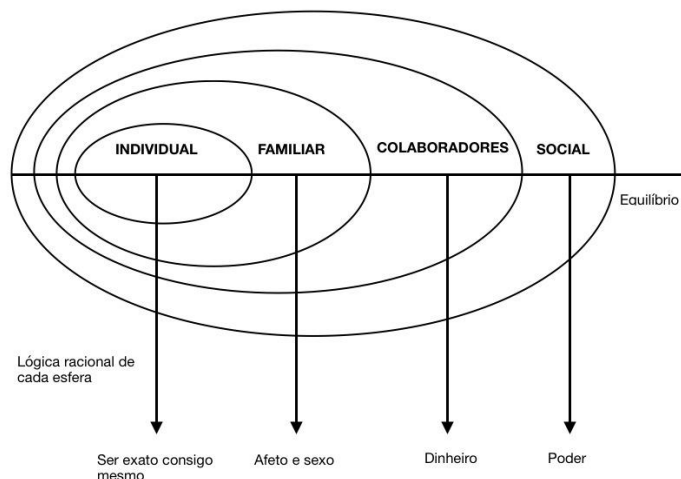 INDIVIDUAL FAMILIAR COLABORADORES SOCIAL
Equilíbrio
Lógica racional de
cada esfera
Ser exato consigo
mesmo
Afeto e sexo
Dinheiro
Poder